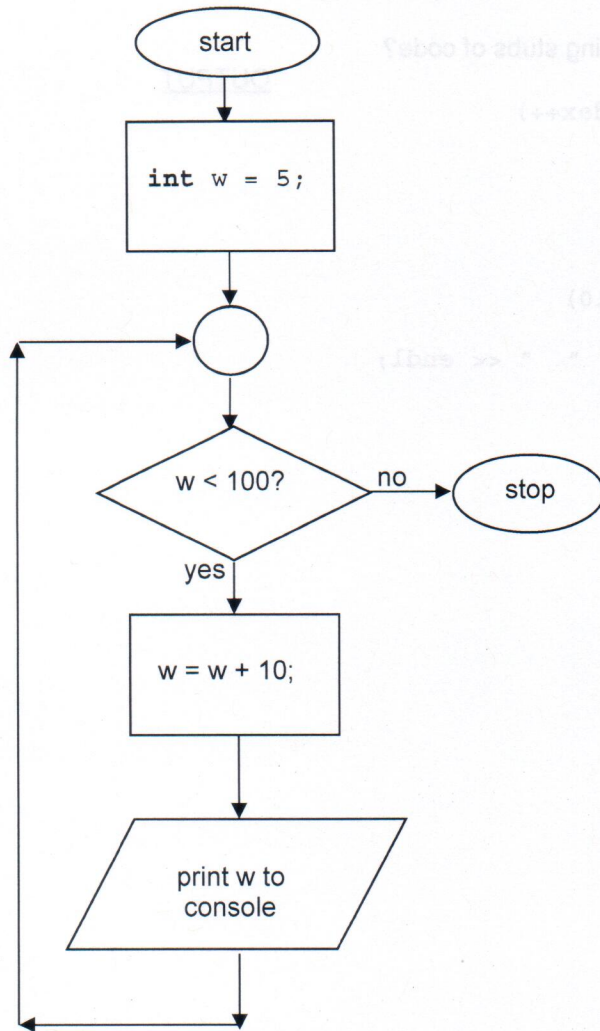 start
int w = 5;
w < 100?
no
stop
yes
w = w + 10;
print w to
console